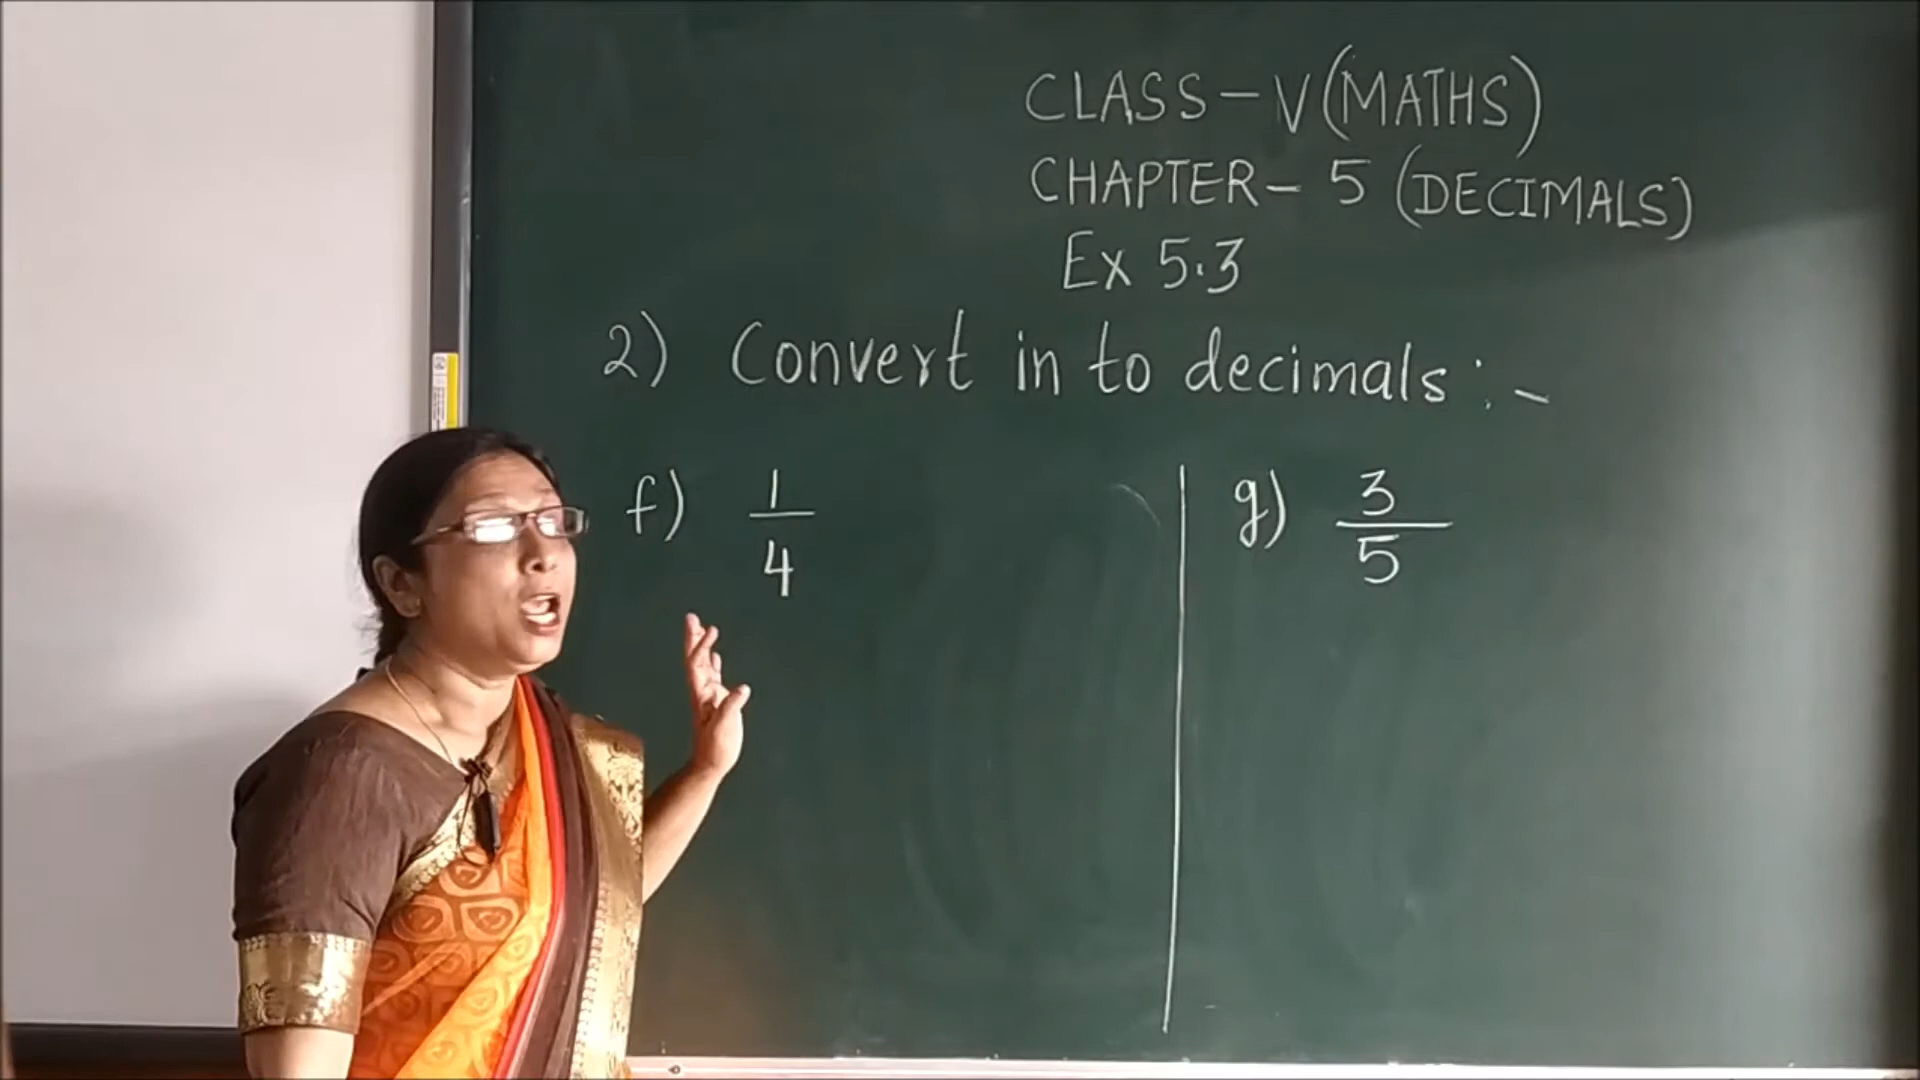 CLASS - V (MATHS)
CHAPTER - 5 (DECIMALS)
Ex 5.3
2) Convert in to decimals :-
f) 1/4
g) 3/5